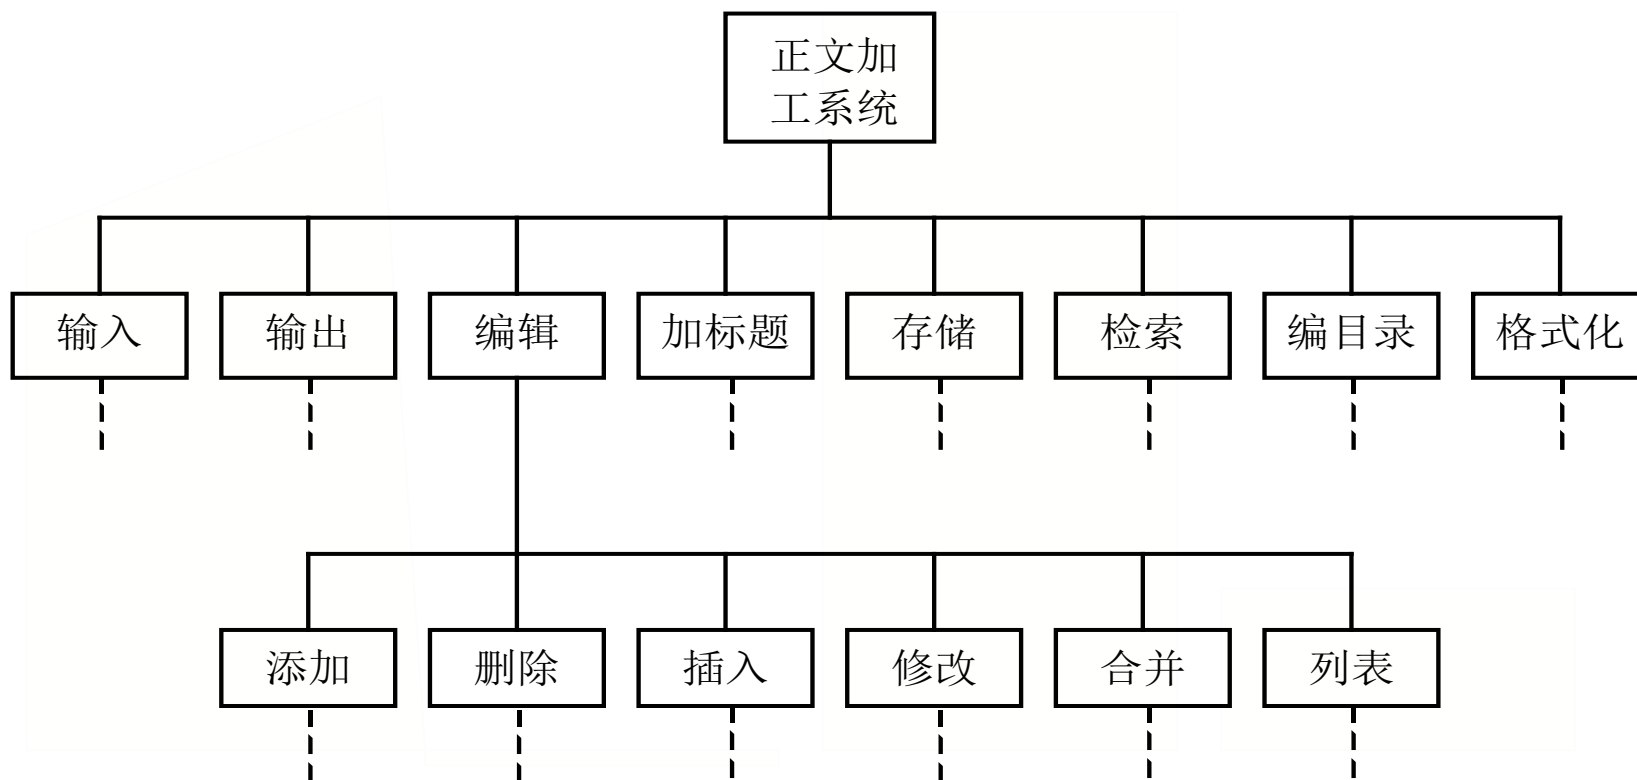 正文加
工系统
输入
输出
编辑
加标题
存储
检索
编目录
格式化
添加
删除
插入
修改
合并
列表